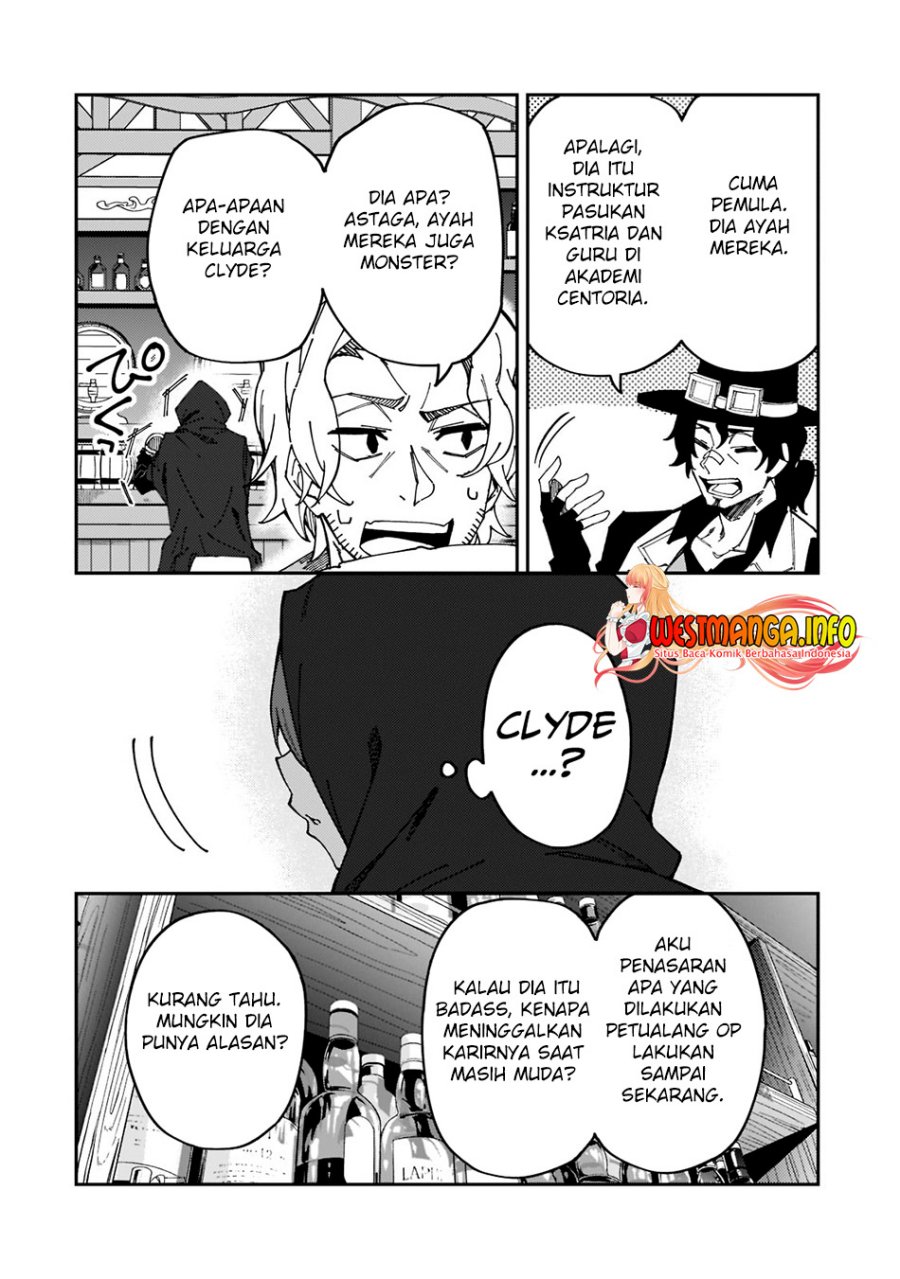 CUMA
PEMULA.
DIA AYAH
MEREKA.
APALAGI,
DIA ITU
INSTRUKTUR
PASUKAN
KSATRIA DAN
GURU DI
AKADEMI
CENTORIA.
DIA APA?
ASTAGA, AYAH
MEREKA JUGA
MONSTER?
APA-APAAN
DENGAN
KELUARGA
CLYDE?
ぴくっ
WESTMANGA.INFO
Situs Baca Komik Berbahasa Indonesia
CLYDE
...?
AKU
PENASARAN
APA YANG
DILAKUKAN
PETUALANG OP
LAKUKAN
SAMPAI
SEKARANG.
KALAU DIA ITU
BADASS, KENAPA
MENINGGALKAN
KARIRNYA SAAT
MASIH MUDA?
KURANG TAHU.
MUNGKIN DIA
PUNYA ALASAN?